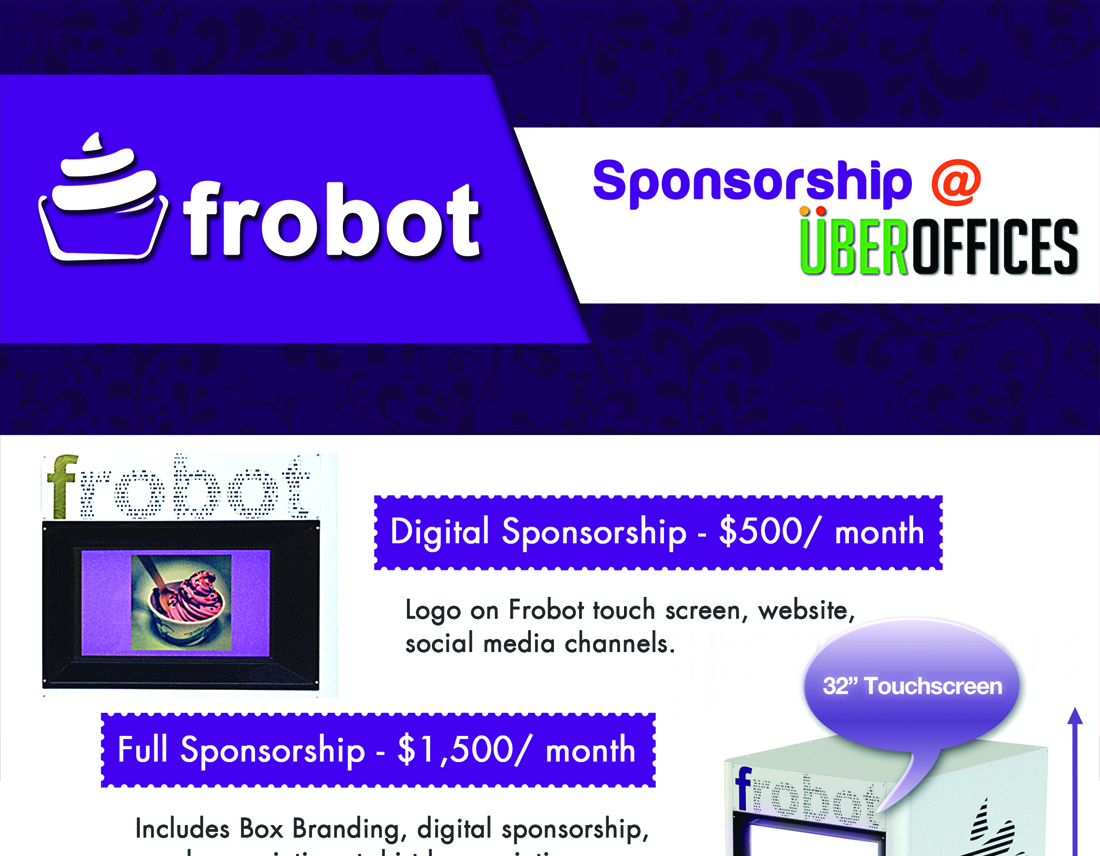 frobot
Sponsorship @
ÜBEROFFICES
frobot
Digital Sponsorship - $500/ month
Logo on Frobot touch screen, website,
social media channels.
32” Touchscreen
Full Sponsorship - $1,500/ month
frobot
Includes Box Branding, digital sponsorship,